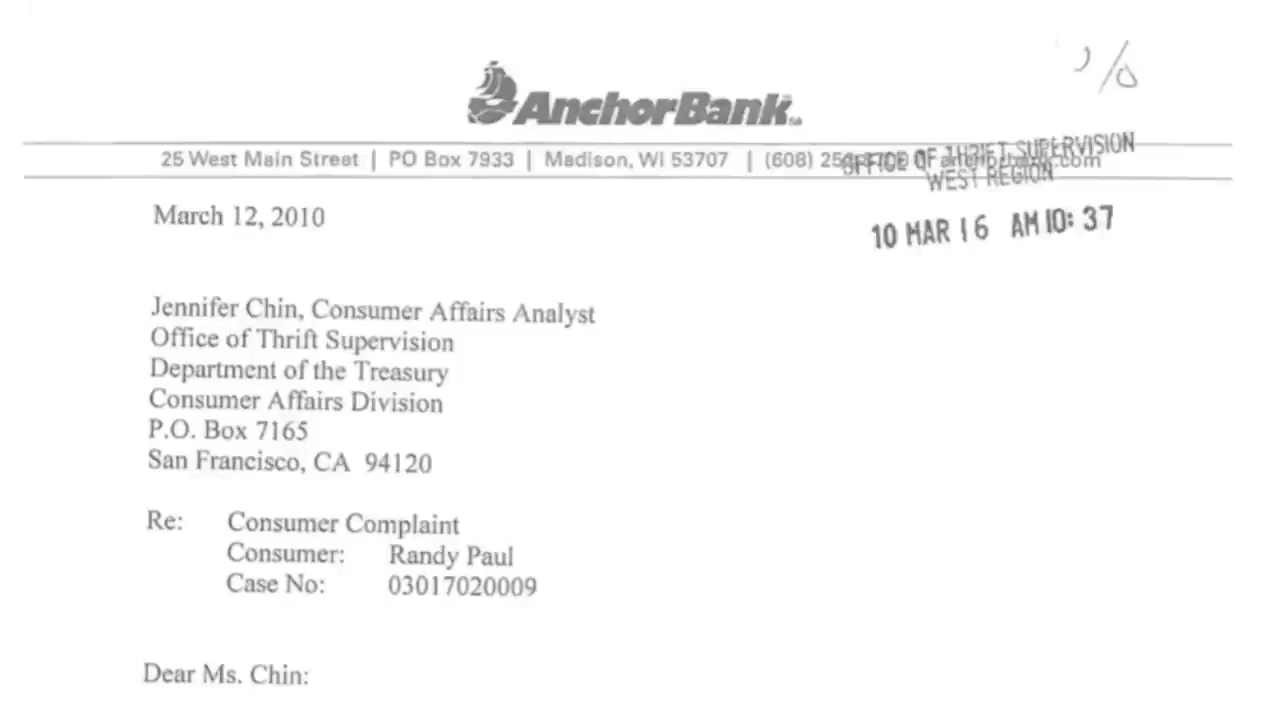 AnchorBank
25 West Main Street | PO Box 7933 | Madison, WI 53707 | (608)
OFFICE OF THRIFT SUPERVISION
WEST REGION
March 12, 2010
10 MAR 16 AM 10: 37
Jennifer Chin, Consumer Affairs Analyst
Office of Thrift Supervision
Department of the Treasury
Consumer Affairs Division
P.O. Box 7165
San Francisco, CA 94120
Re: Consumer Complaint
Consumer: Randy Paul
Case No: 03017020009
Dear Ms. Chin: